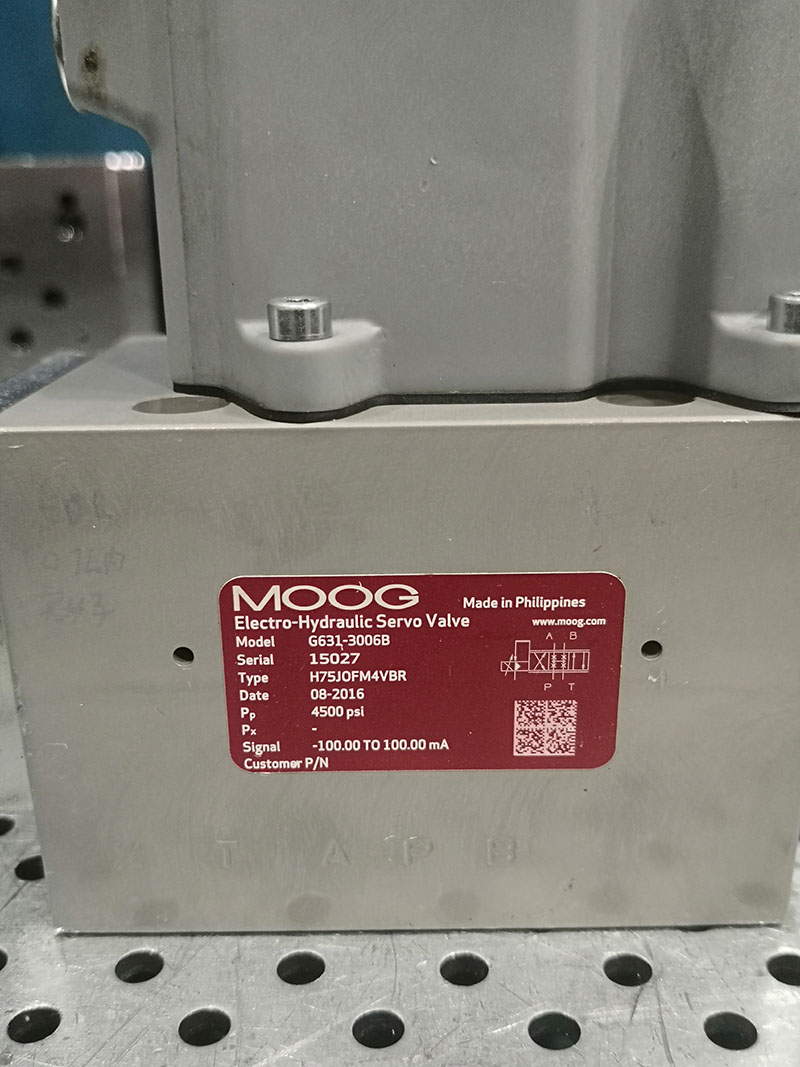 MOOG
Made in Philippines
Electro-Hydraulic Servo Valve
www.moog.com
Model G631-3006B
Serial 15027
Type H75JOFM4VBR
Date 08-2016
Pp 4500 psi
Px -
Signal -100.00 TO 100.00 mA
Customer P/N
A B
P T
T A P B